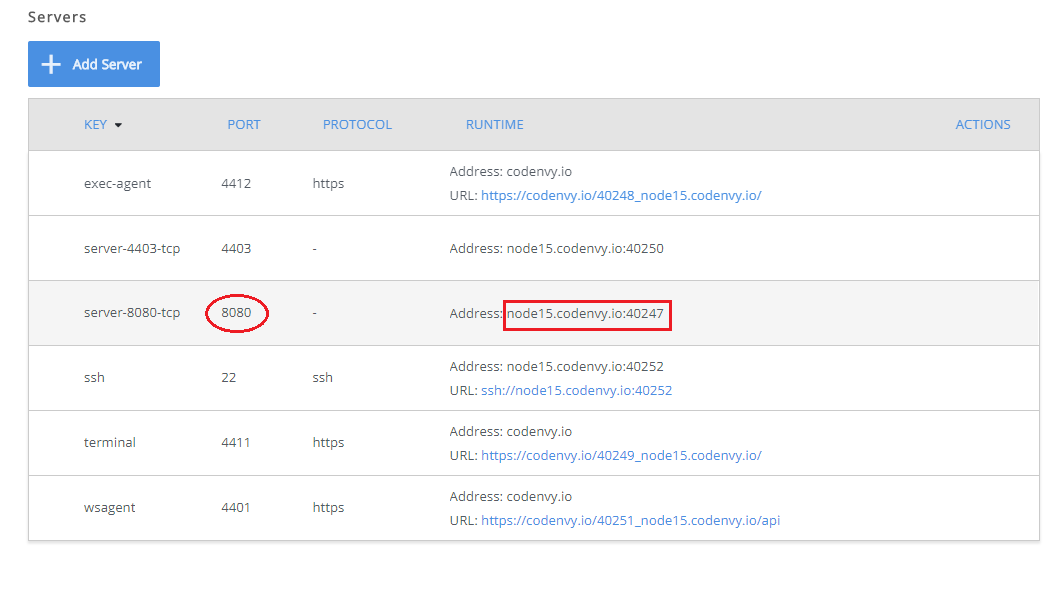 Servers
Add Server
KEY PORT PROTOCOL RUNTIME ACTIONS
exec-agent 4412 https Address: codenvy.io
URL: https://codenvy.io/40248_node15.codenvy.io/
server-4403-tcp 4403 - Address: node15.codenvy.io:40250
server-8080-tcp 8080 - Address: node15.codenvy.io:40247
ssh 22 ssh Address: node15.codenvy.io:40252
URL: ssh://node15.codenvy.io:40252
terminal 4411 https Address: codenvy.io
URL: https://codenvy.io/40249_node15.codenvy.io/
wsagent 4401 https Address: codenvy.io
URL: https://codenvy.io/40251_node15.codenvy.io/api